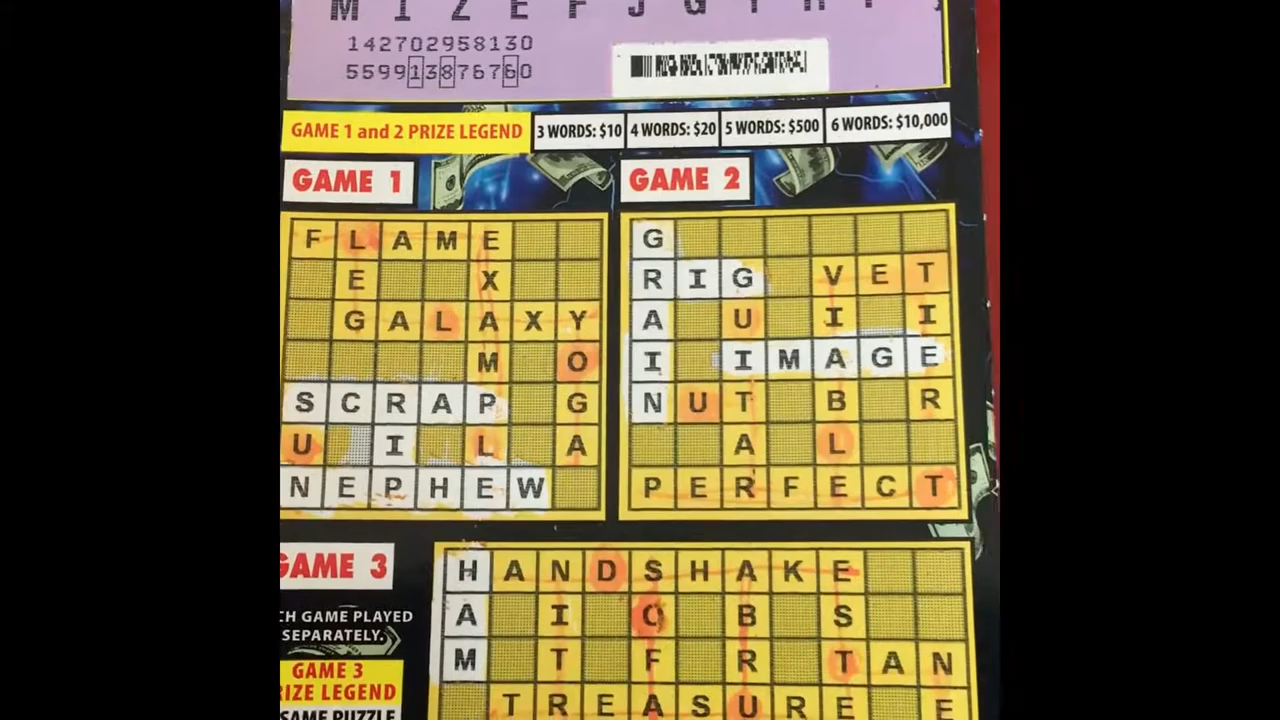 M I Z E F J G Y H P
142702958130
559913876760
GAME 1 and 2 PRIZE LEGEND 3 WORDS: $10 4 WORDS: $20 5 WORDS: $500 6 WORDS: $10,000
GAME 1 GAME 2
F L A M E
E X
G A L A X Y
M O
S C R A P G
U I L A
N E P H E W
G
R I G V E T
A U I I
I I M A G E
N U T B R
A L
P E R F E C T
GAME 3
CH GAME PLAYED
SEPARATELY.
GAME 3
RIZE LEGEND
SAME PUZZLE
H A N D S H A K E
A I O B S
M T F R T A N
T R E A S U R E E